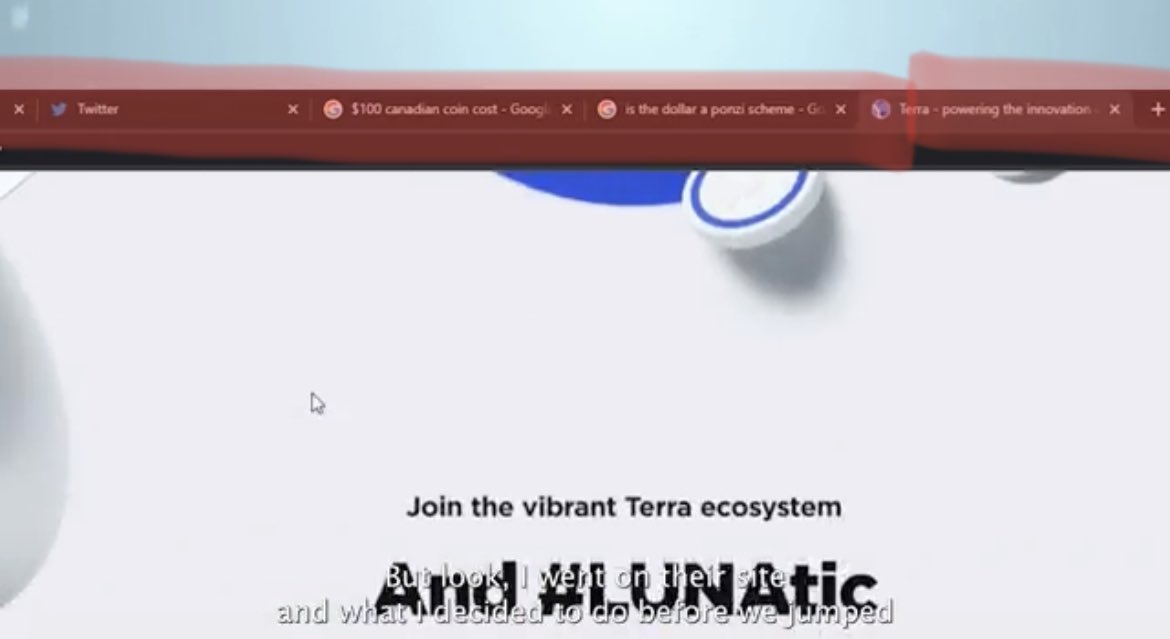 Twitter
$100 canadian coin cost - Googl
is the dollar a ponzi scheme - Go
Terra - powering the innovation
Join the vibrant Terra ecosystem
And #LUNAtic
But look, I went on their site
and what I decided to do before we jumped